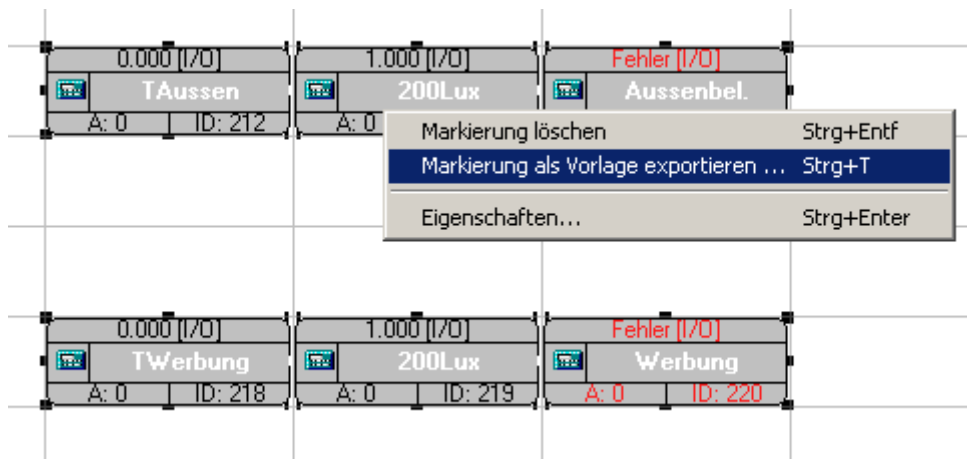 0.000 [I/O] 1.000 [I/O] Fehler [I/O]
TAussen 200Lux Aussenbel.
A: 0 ID: 212 A: 0
Markierung löschen Strg+Entf
Markierung als Vorlage exportieren ... Strg+T
Eigenschaften... Strg+Enter
0.000 [I/O] 1.000 [I/O] Fehler [I/O]
TWerbung 200Lux Werbung
A: 0 ID: 218 A: 0 ID: 219 A: 0 ID: 220